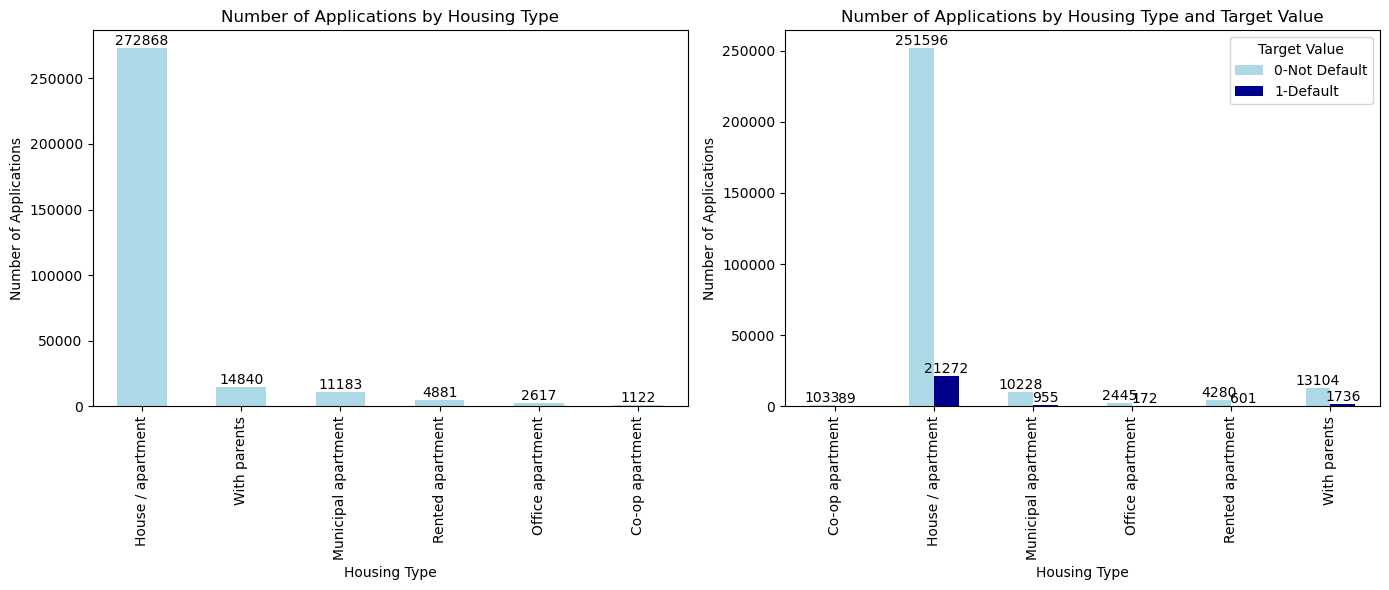 Number of Applications by Housing Type
Number of Applications
250000
200000
150000
100000
50000
0
272868
14840
11183
4881
2617
1122
House / apartment
With parents
Municipal apartment
Rented apartment
Office apartment
Co-op apartment
Housing Type
Number of Applications by Housing Type and Target Value
Number of Applications
250000
200000
150000
100000
50000
0
Target Value
0-Not Default
1-Default
1033
89
251596
21272
10228
955
2445
172
4280
601
13104
1736
Co-op apartment
House / apartment
Municipal apartment
Office apartment
Rented apartment
With parents
Housing Type